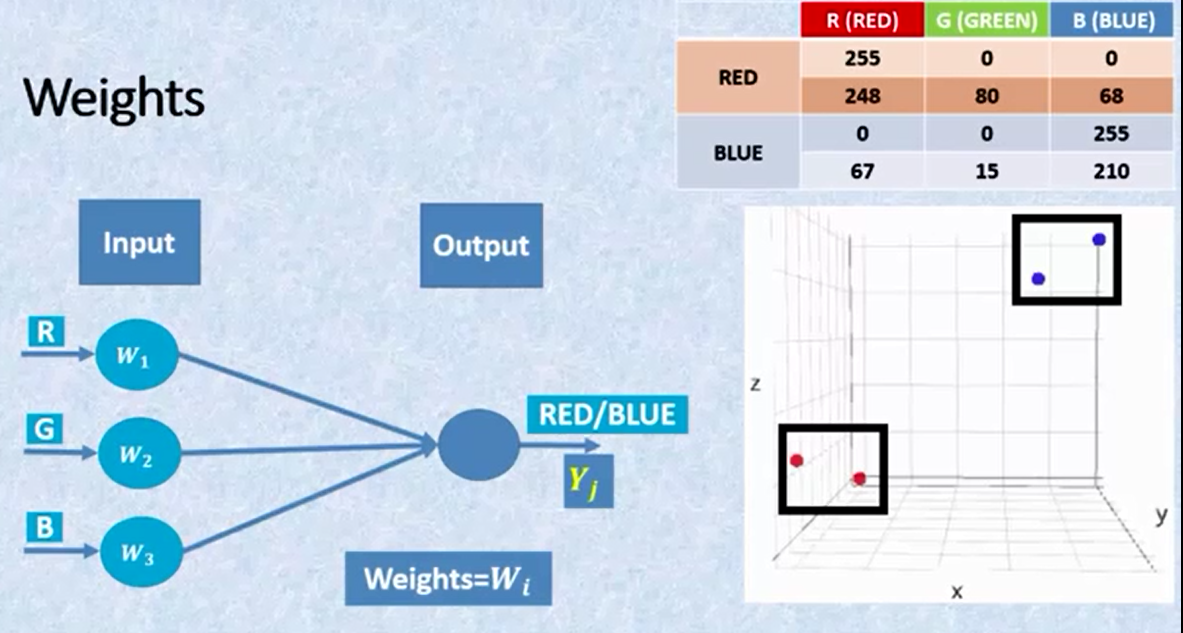 Weights
R (RED) G (GREEN) B (BLUE)
RED
255 0 0
248 80 68
BLUE
0 0 255
67 15 210
Input
Output
R
W₁
G
W₂
B
W₃
RED/BLUE
Yⱼ
Weights=Wᵢ
z
y
x